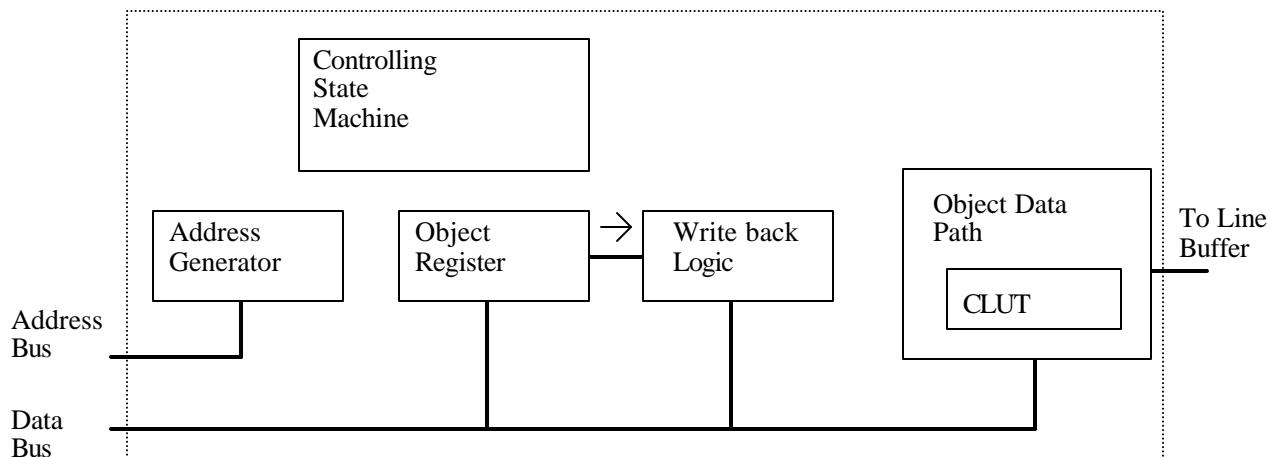 Controlling
State
Machine
Address
Generator
Object
Register
Write back
Logic
Object Data
Path
CLUT
To Line
Buffer
Address
Bus
Data
Bus